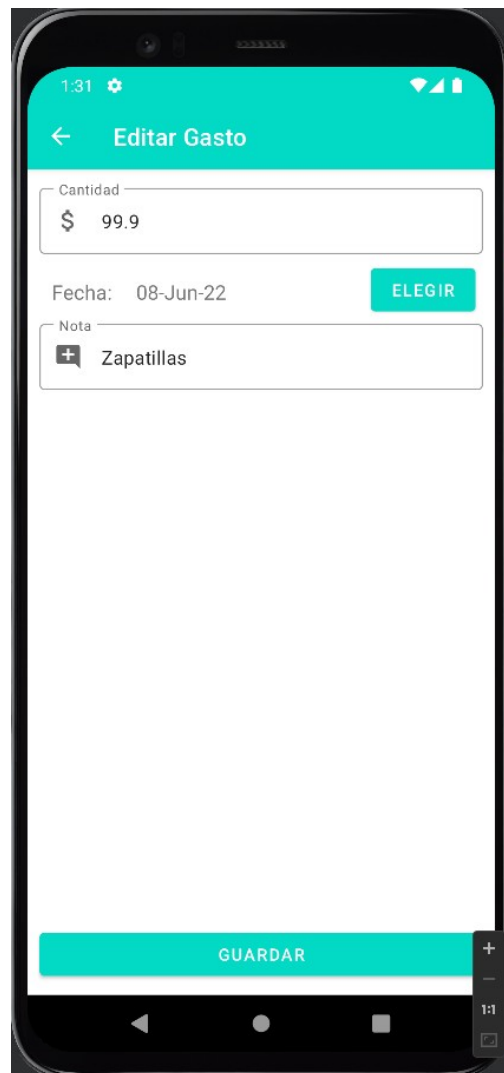 1:31
Editar Gasto
Cantidad
$ 99.9
Fecha: 08-Jun-22 ELEGIR
Nota
Zapatillas
GUARDAR
1:1